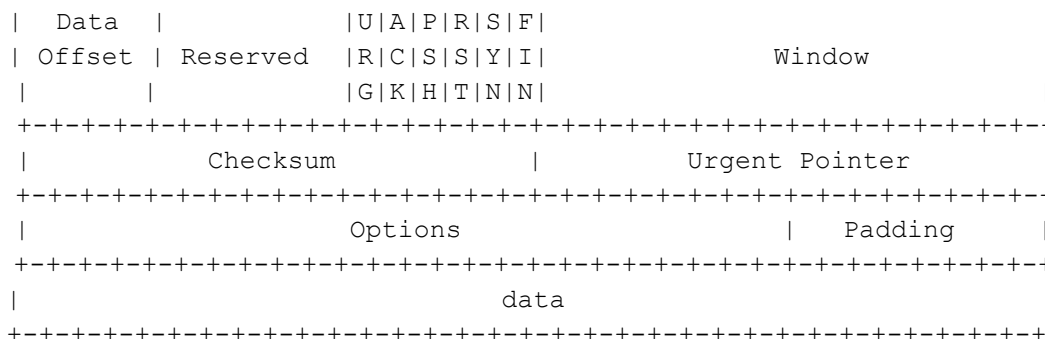 |  Data  |           |U|A|P|R|S|F|
| Offset | Reserved  |R|C|S|S|Y|I|              Window
|       |            |G|K|H|T|N|N|
+-+-+-+-+-+-+-+-+-+-+-+-+-+-+-+-+-+-+-+-+-+-+-+-+-+-+-+-+-+-+-+-+
|           Checksum            |         Urgent Pointer
+-+-+-+-+-+-+-+-+-+-+-+-+-+-+-+-+-+-+-+-+-+-+-+-+-+-+-+-+-+-+-+-+
|                    Options                    |   Padding     |
+-+-+-+-+-+-+-+-+-+-+-+-+-+-+-+-+-+-+-+-+-+-+-+-+-+-+-+-+-+-+-+-+
|                              data
+-+-+-+-+-+-+-+-+-+-+-+-+-+-+-+-+-+-+-+-+-+-+-+-+-+-+-+-+-+-+-+-+